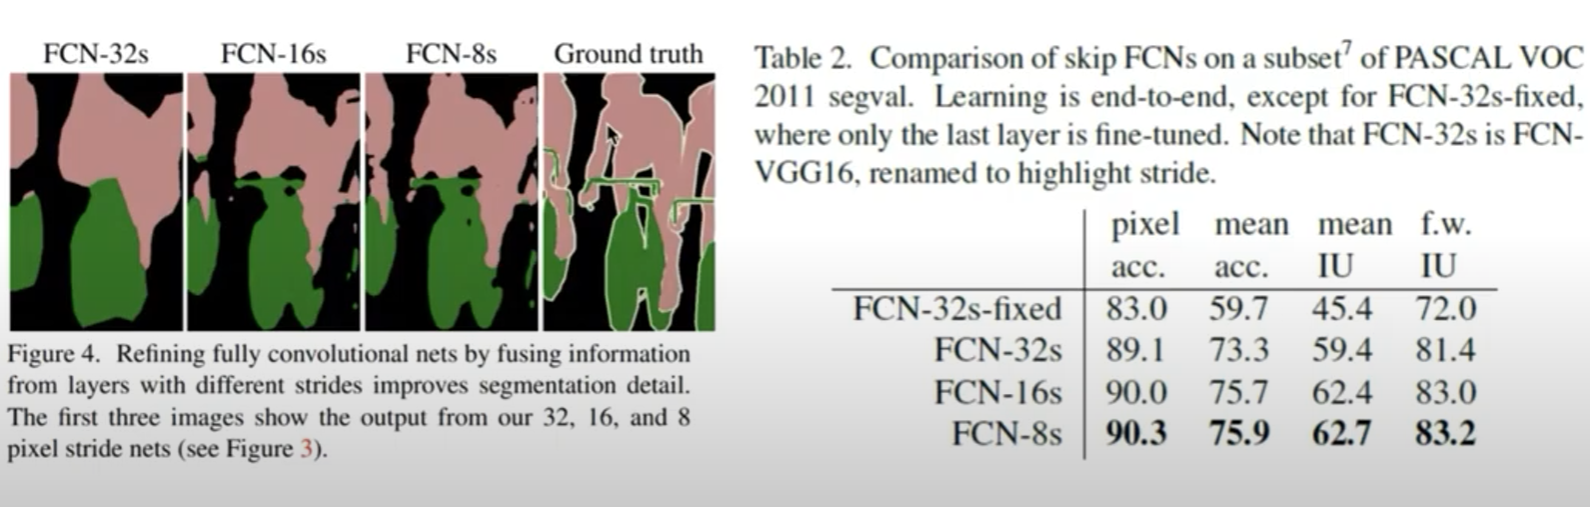 FCN-32s FCN-16s FCN-8s Ground truth
Figure 4. Refining fully convolutional nets by fusing information
from layers with different strides improves segmentation detail.
The first three images show the output from our 32, 16, and 8
pixel stride nets (see Figure 3).
Table 2. Comparison of skip FCNs on a subset7 of PASCAL VOC
2011 segval. Learning is end-to-end, except for FCN-32s-fixed,
where only the last layer is fine-tuned. Note that FCN-32s is FCN-
VGG16, renamed to highlight stride.
pixel mean mean f.w.
acc. acc. IU IU
FCN-32s-fixed 83.0 59.7 45.4 72.0
FCN-32s 89.1 73.3 59.4 81.4
FCN-16s 90.0 75.7 62.4 83.0
FCN-8s 90.3 75.9 62.7 83.2